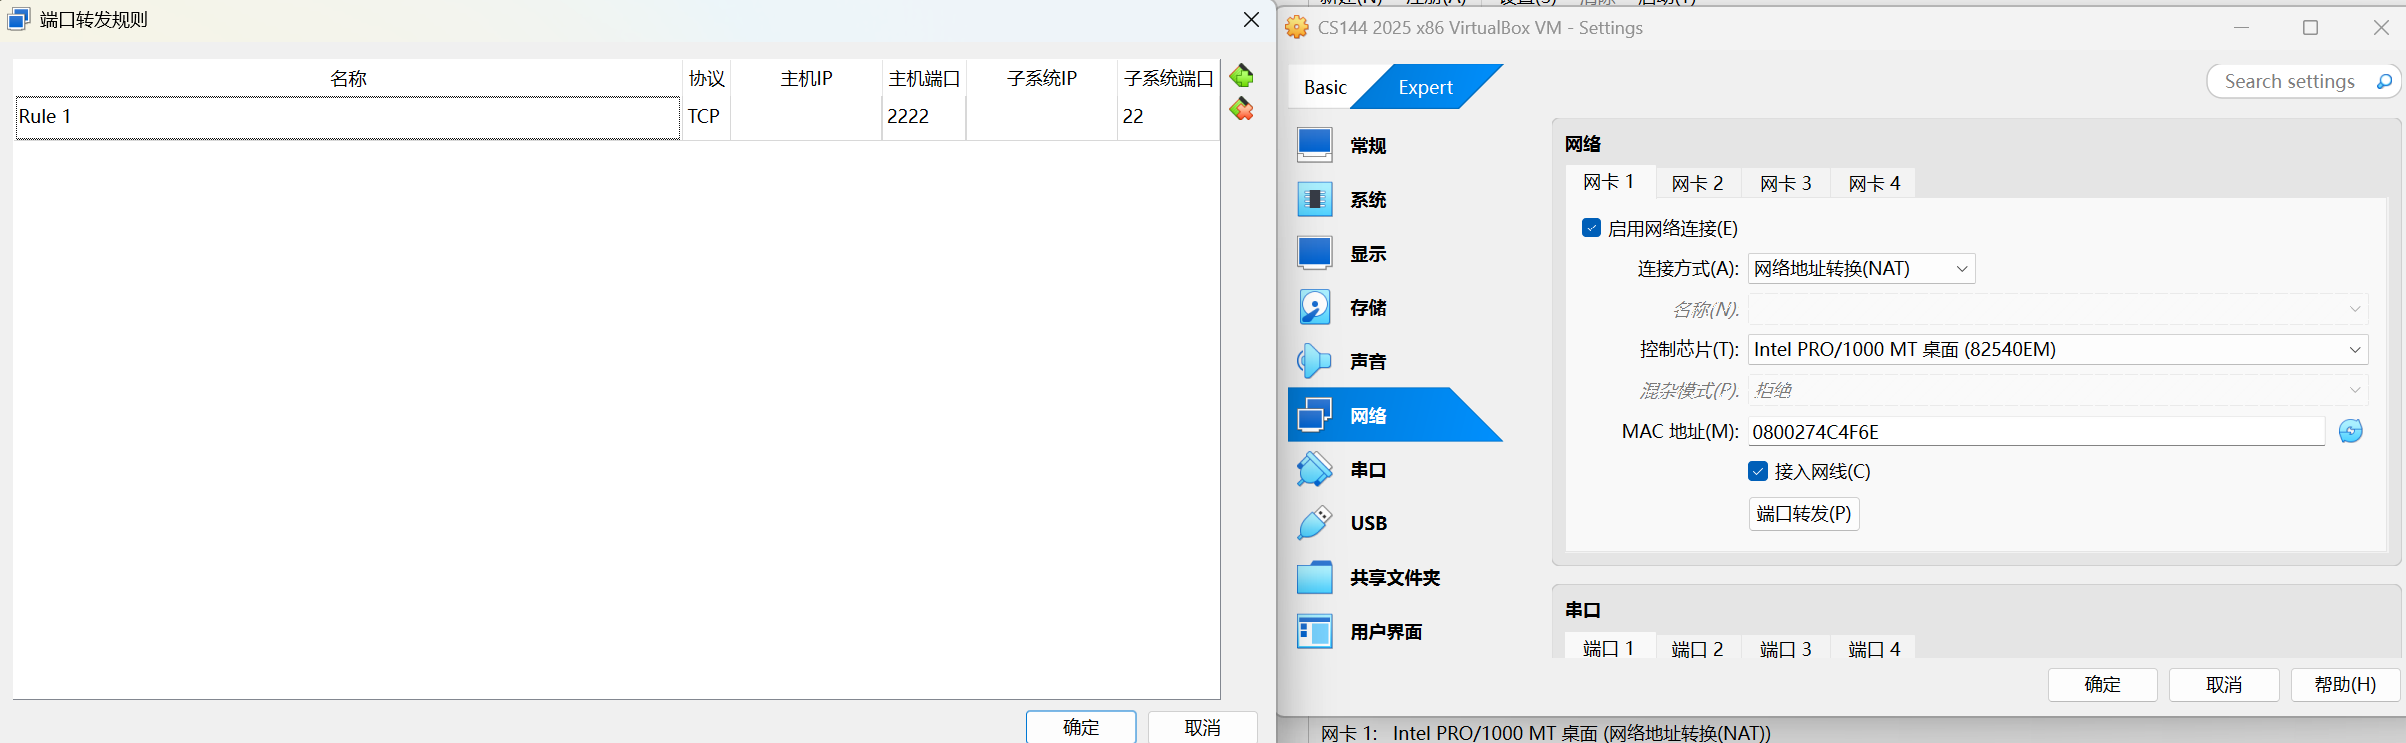 端口转发规则
名称 协议 主机IP 主机端口 子系统IP 子系统端口
Rule 1 TCP 2222 22
确定 取消
CS144 2025 x86 VirtualBox VM - Settings
Basic Expert Search settings
常规
系统
显示
存储
声音
网络
串口
USB
共享文件夹
用户界面
网络
网卡 1 网卡 2 网卡 3 网卡 4
启用网络连接(E)
连接方式(A): 网络地址转换(NAT)
名称(N):
控制芯片(T): Intel PRO/1000 MT 桌面 (82540EM)
混杂模式(P): 拒绝
MAC 地址(M): 0800274C4F6E
接入网线(C)
端口转发(P)
串口
端口 1 端口 2 端口 3 端口 4
确定 取消 帮助(H)
网卡 1: Intel PRO/1000 MT 桌面 (网络地址转换(NAT))